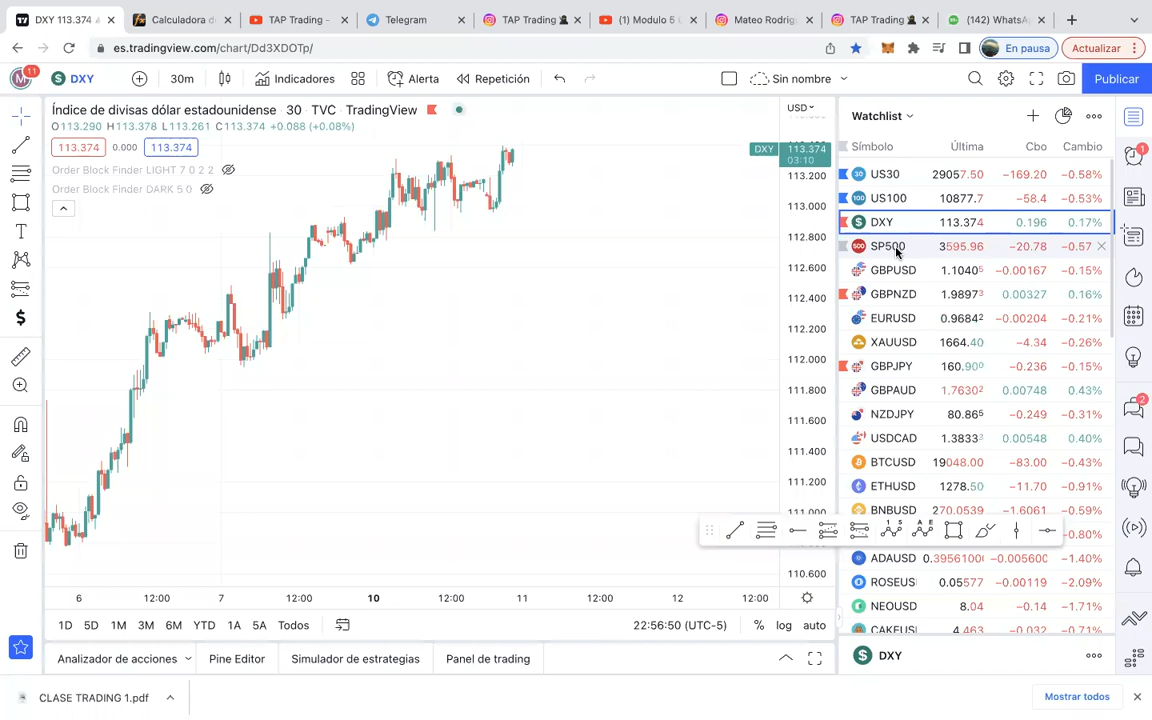 DXY 113.374
Calculadora d
TAP Trading -
Telegram
TAP Trading
(1) Modulo 5
Mateo Rodrig
TAP Trading
(142) WhatsA
es.tradingview.com/chart/Dd3XDOTp/
En pausa
Actualizar
M 11
DXY
30m
Indicadores
Alerta
Repetición
Sin nombre
Publicar
Índice de divisas dólar estadounidense · 30 · TVC · TradingView
O113.290 H113.378 L113.261 C113.374 +0.088 (+0.08%)
113.374 0.000 113.374
Order Block Finder LIGHT 7 0 2 2
Order Block Finder DARK 5 0
USD
DXY 113.374
03:10
113.200
113.000
112.800
112.600
112.400
112.200
112.000
111.800
111.600
111.400
111.200
111.000
110.600
6 12:00 7 12:00 10 12:00 11 12:00 12 12:00
1D 5D 1M 3M 6M YTD 1A 5A Todos
22:56:50 (UTC-5)
% log auto
Analizador de acciones
Pine Editor
Simulador de estrategias
Panel de trading
Watchlist
Símbolo Última Cbo Cambio
US30 29057.50 −169.20 −0.58%
US100 10877.7 −58.4 −0.53%
DXY 113.374 0.196 0.17%
SP500 3595.96 −20.78 −0.57
GBPUSD 1.10405 −0.00167 −0.15%
GBPNZD 1.98973 0.00327 0.16%
EURUSD 0.96842 −0.00204 −0.21%
XAUUSD 1664.40 −4.34 −0.26%
GBPJPY 160.900 −0.236 −0.15%
GBPAUD 1.76302 0.00748 0.43%
NZDJPY 80.865 −0.249 −0.31%
USDCAD 1.38333 0.00548 0.40%
BTCUSD 19048.00 −83.00 −0.43%
ETHUSD 1278.50 −11.70 −0.91%
BNBUSD 270.0539 −1.6061 −0.59%
−0.80%
ADAUSD 0.3956100 −0.005600 −1.40%
ROSEUS 0.05577 −0.00119 −2.09%
NEOUSD 8.04 −0.14 −1.71%
CAKEUSI 4.463 −0.032 −0.71%
DXY
1
2
CLASE TRADING 1.pdf
Mostrar todos